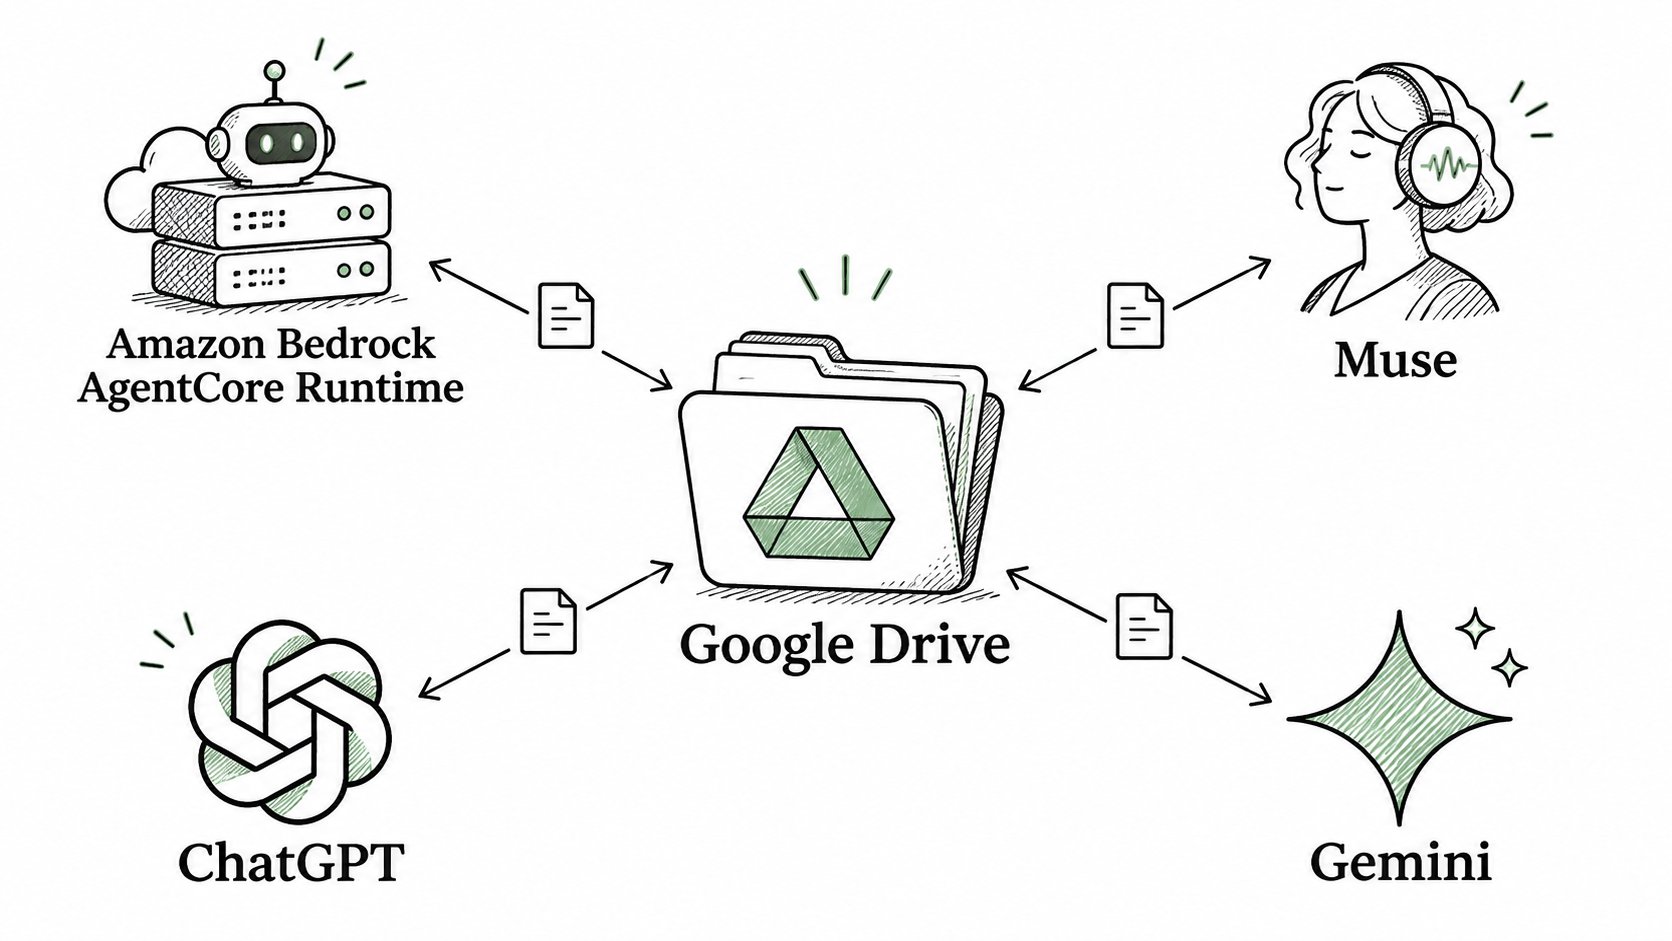 Amazon Bedrock
AgentCore Runtime
Muse
Google Drive
ChatGPT
Gemini